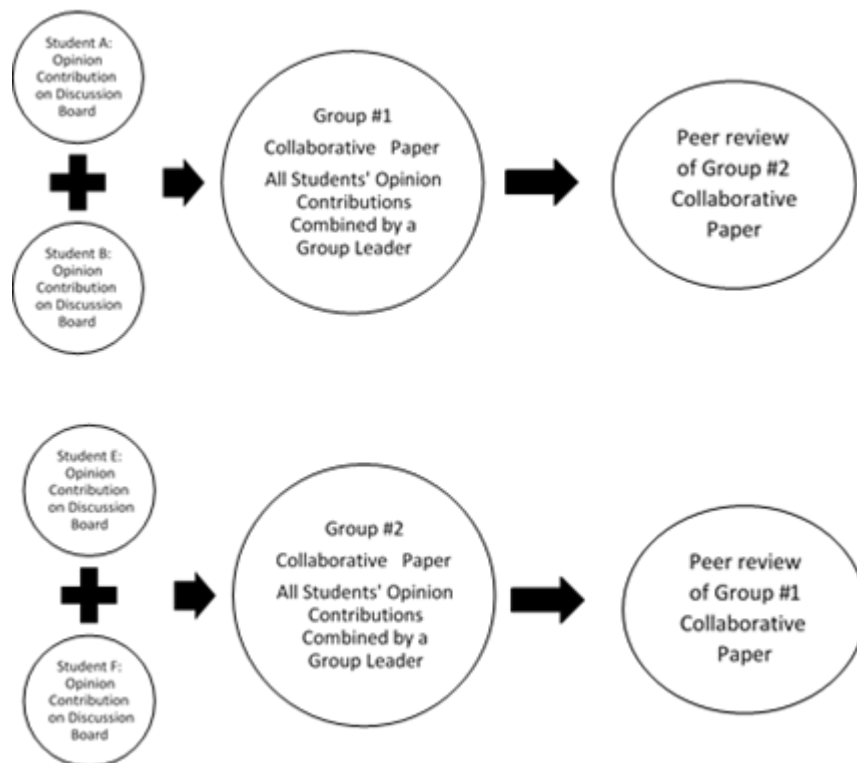 Student A:
Opinion
Contribution
on Discussion
Board
Group #1
Collaborative Paper
All Students' Opinion
Contributions
Combined by a
Group Leader
Peer review
of Group #2
Collaborative
Paper
Student B:
Opinion
Contribution
on Discussion
Board
Student E:
Opinion
Contribution
on Discussion
Board
Group #2
Collaborative Paper
All Students' Opinion
Contributions
Combined by a
Group Leader
Peer review
of Group #1
Collaborative
Paper
Student F:
Opinion
Contribution
on Discussion
Board